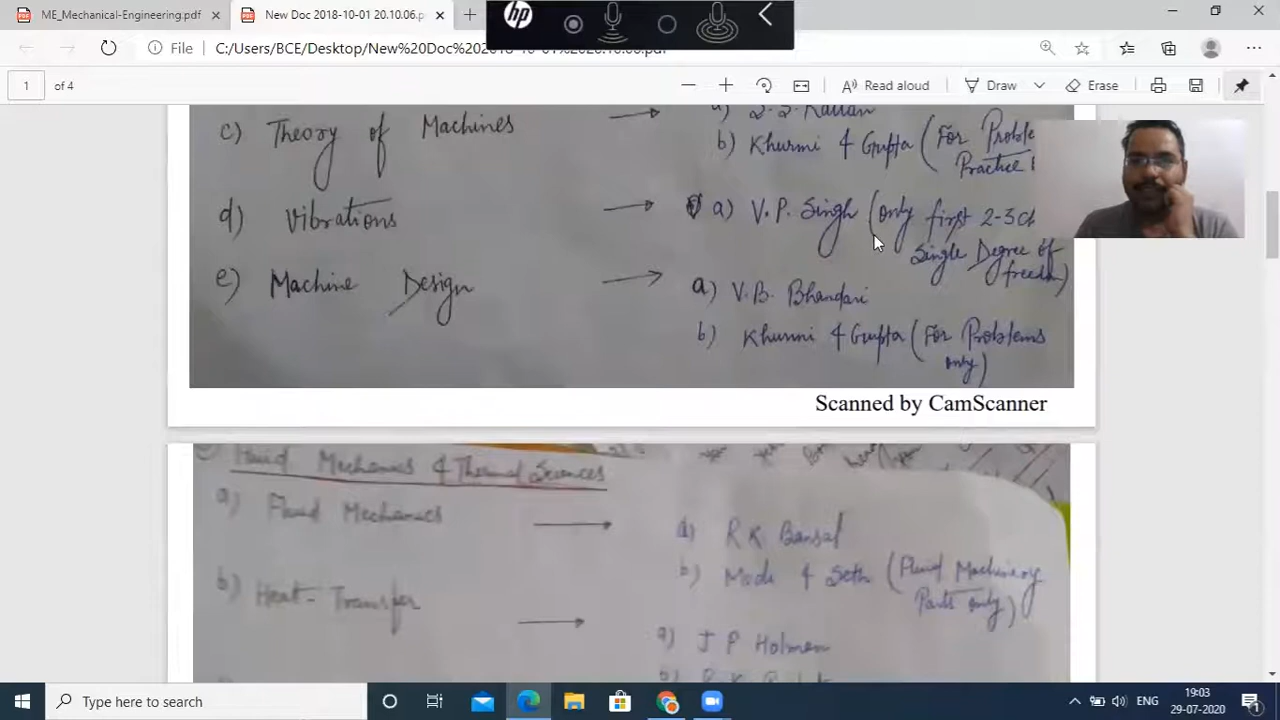 ME_Mechanical-Engineering.pdf
New Doc 2018-10-01 20.10.06.p
hp
File
C:/Users/BCE/Desktop/New%20Doc%202018-10-01%2020.10.06.pdf
1 of 4
Read aloud
Draw
Erase
c) Theory of Machines
b) Khurmi & Gupta (For Proble
Practice
d) Vibrations
a) V.P. Singh (only first 2-3 ch
Single Degree of
freedom)
e) Machine Design
a) V.B. Bhandari
b) Khurmi & Gupta (For Problems
only)
Scanned by CamScanner
Fluid Mechanics & Thermal Sciences
a) Fluid Mechanics
a) R K Bansal
b) Modi & Seth (Fluid Machinery
Parts only)
b) Heat-Transfer
a) J P Holman
Type here to search
ENG
19:03
29-07-2020